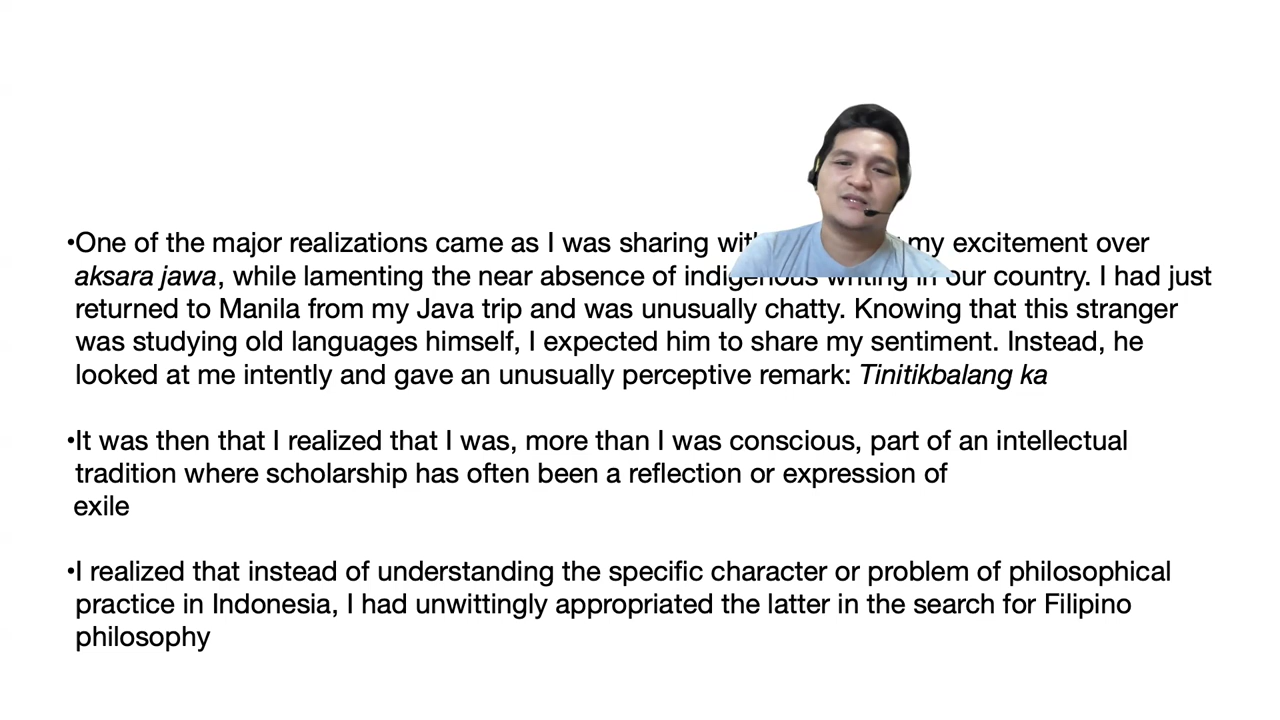 •One of the major realizations came as I was sharing my excitement over
aksara jawa, while lamenting the near absence of indigenous writing in our country. I had just
returned to Manila from my Java trip and was unusually chatty. Knowing that this stranger
was studying old languages himself, I expected him to share my sentiment. Instead, he
looked at me intently and gave an unusually perceptive remark: Tinitikbalang ka
•It was then that I realized that I was, more than I was conscious, part of an intellectual
tradition where scholarship has often been a reflection or expression of
exile
•I realized that instead of understanding the specific character or problem of philosophical
practice in Indonesia, I had unwittingly appropriated the latter in the search for Filipino
philosophy